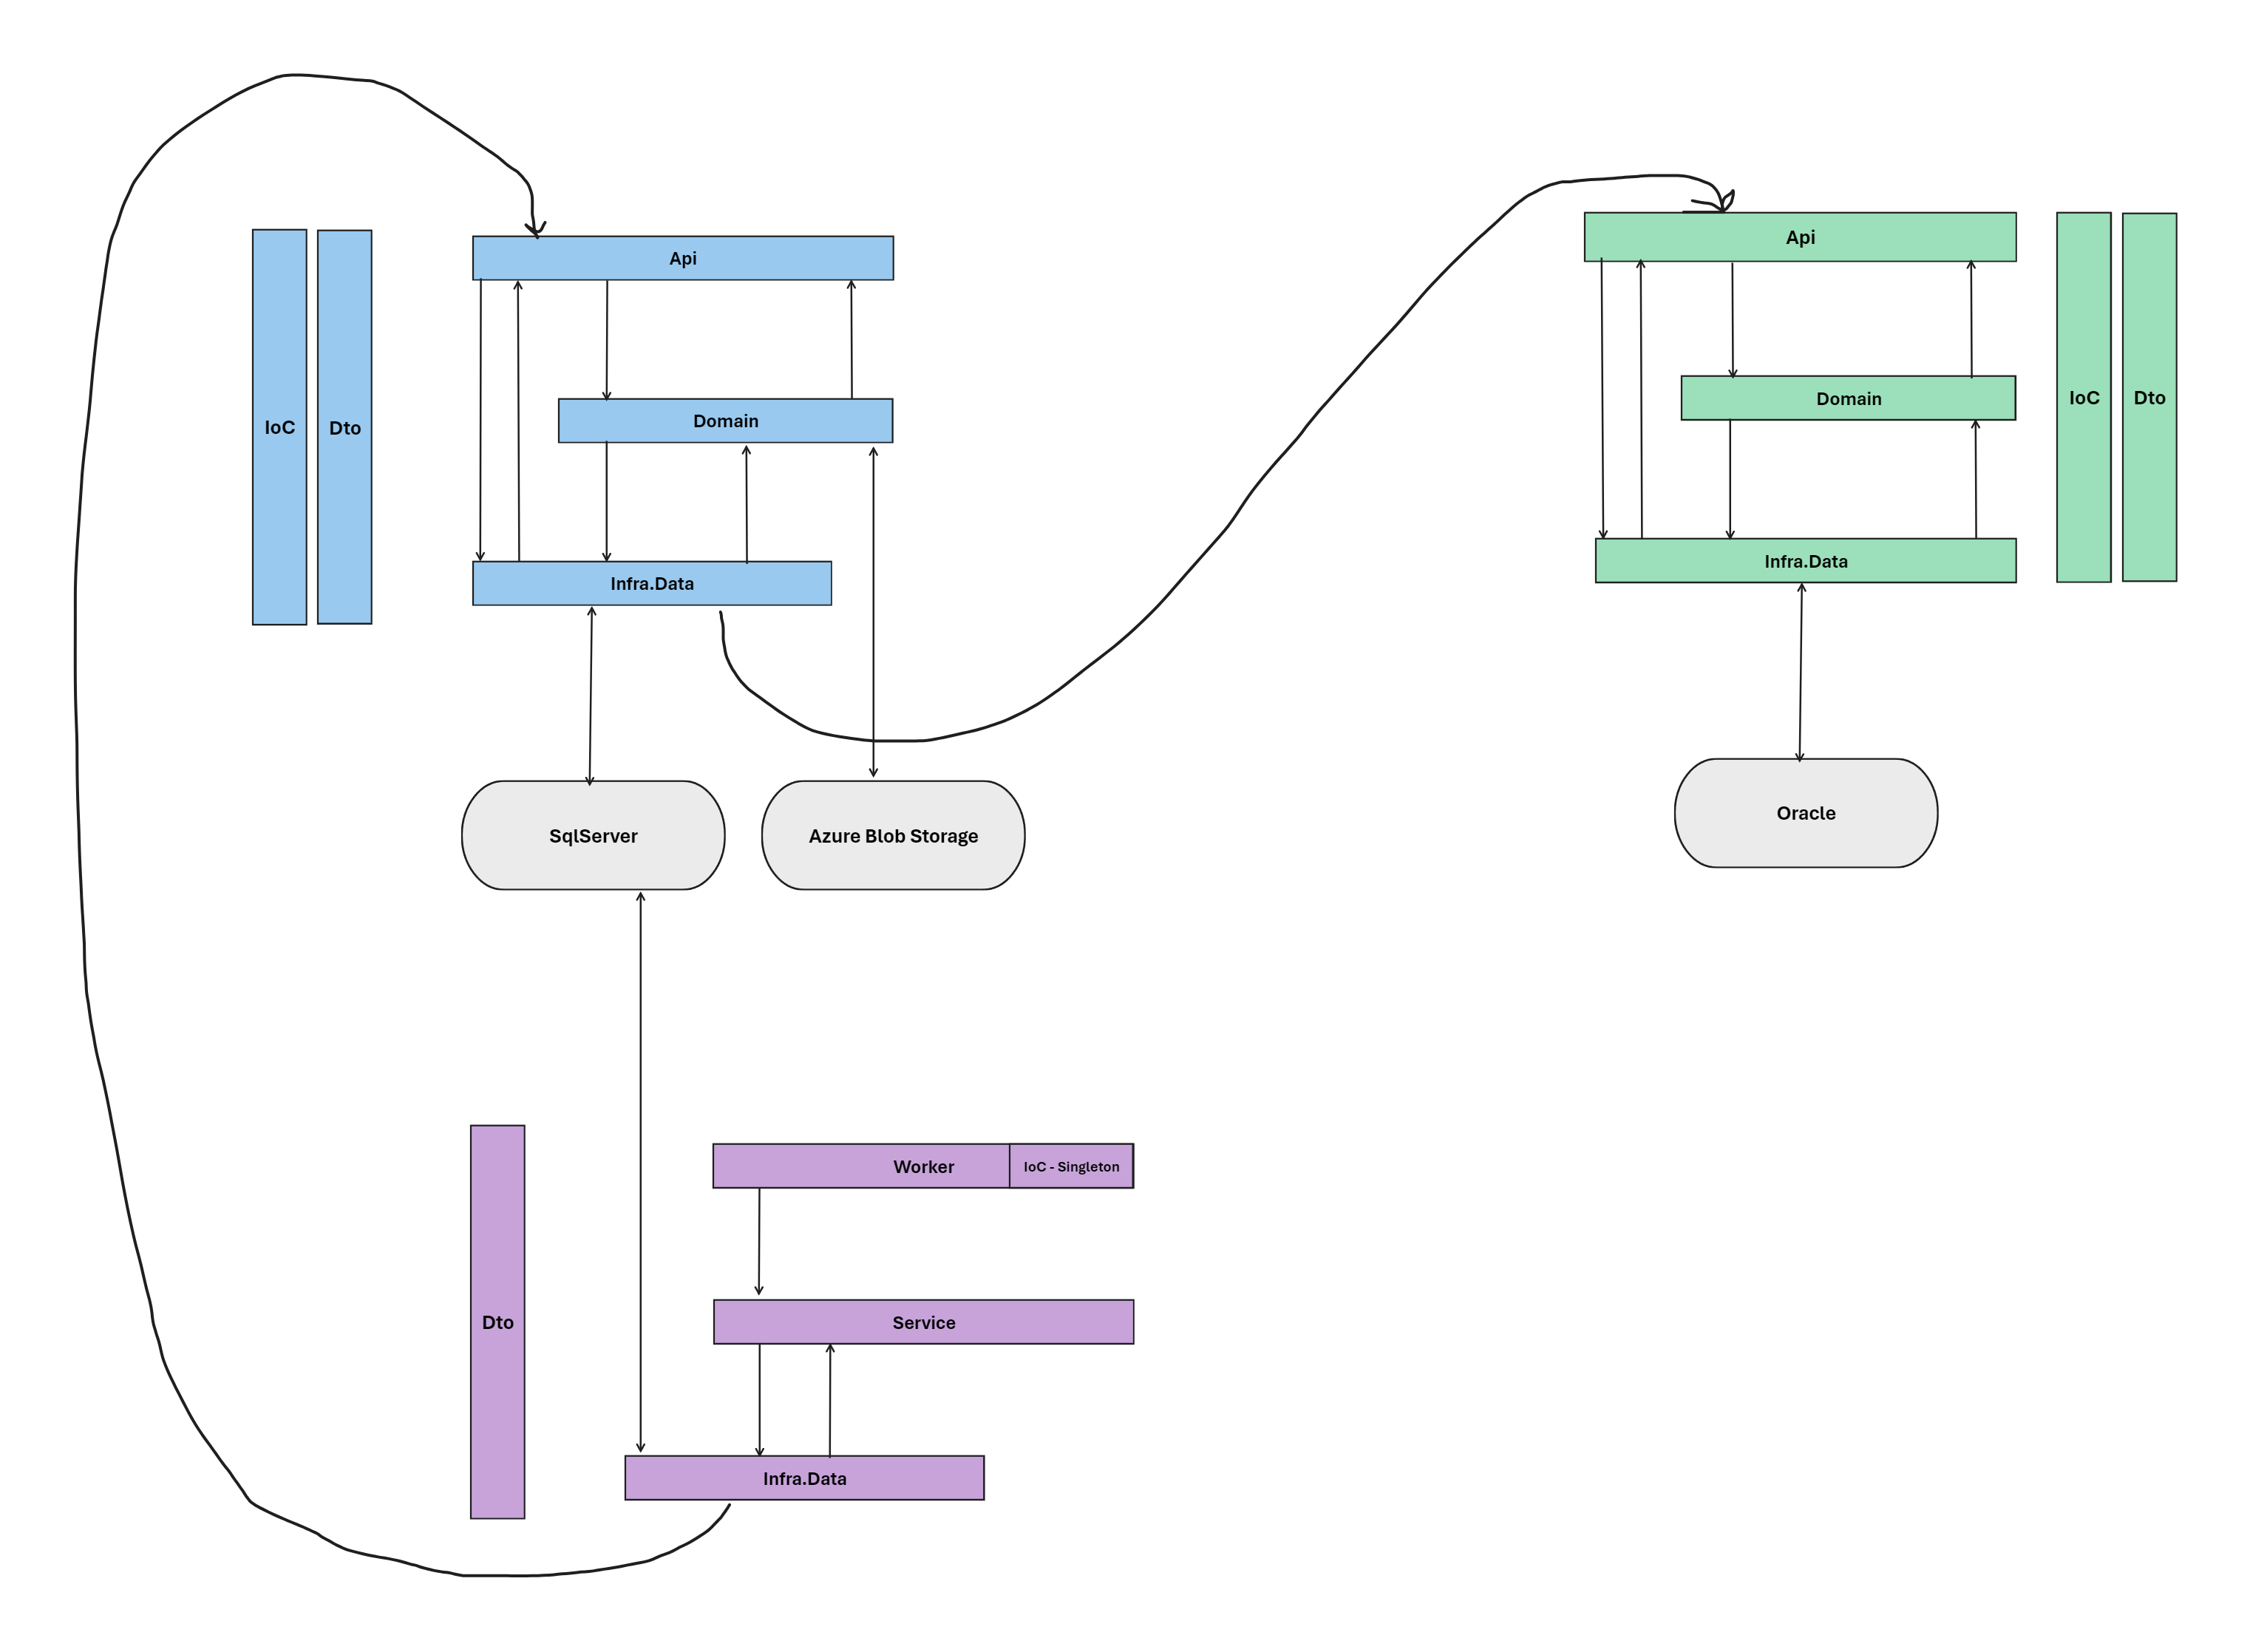 Api
IoC
Dto
Domain
Infra.Data
SqlServer
Azure Blob Storage
Api
Domain
Infra.Data
IoC
Dto
Oracle
Dto
Worker
IoC - Singleton
Service
Infra.Data